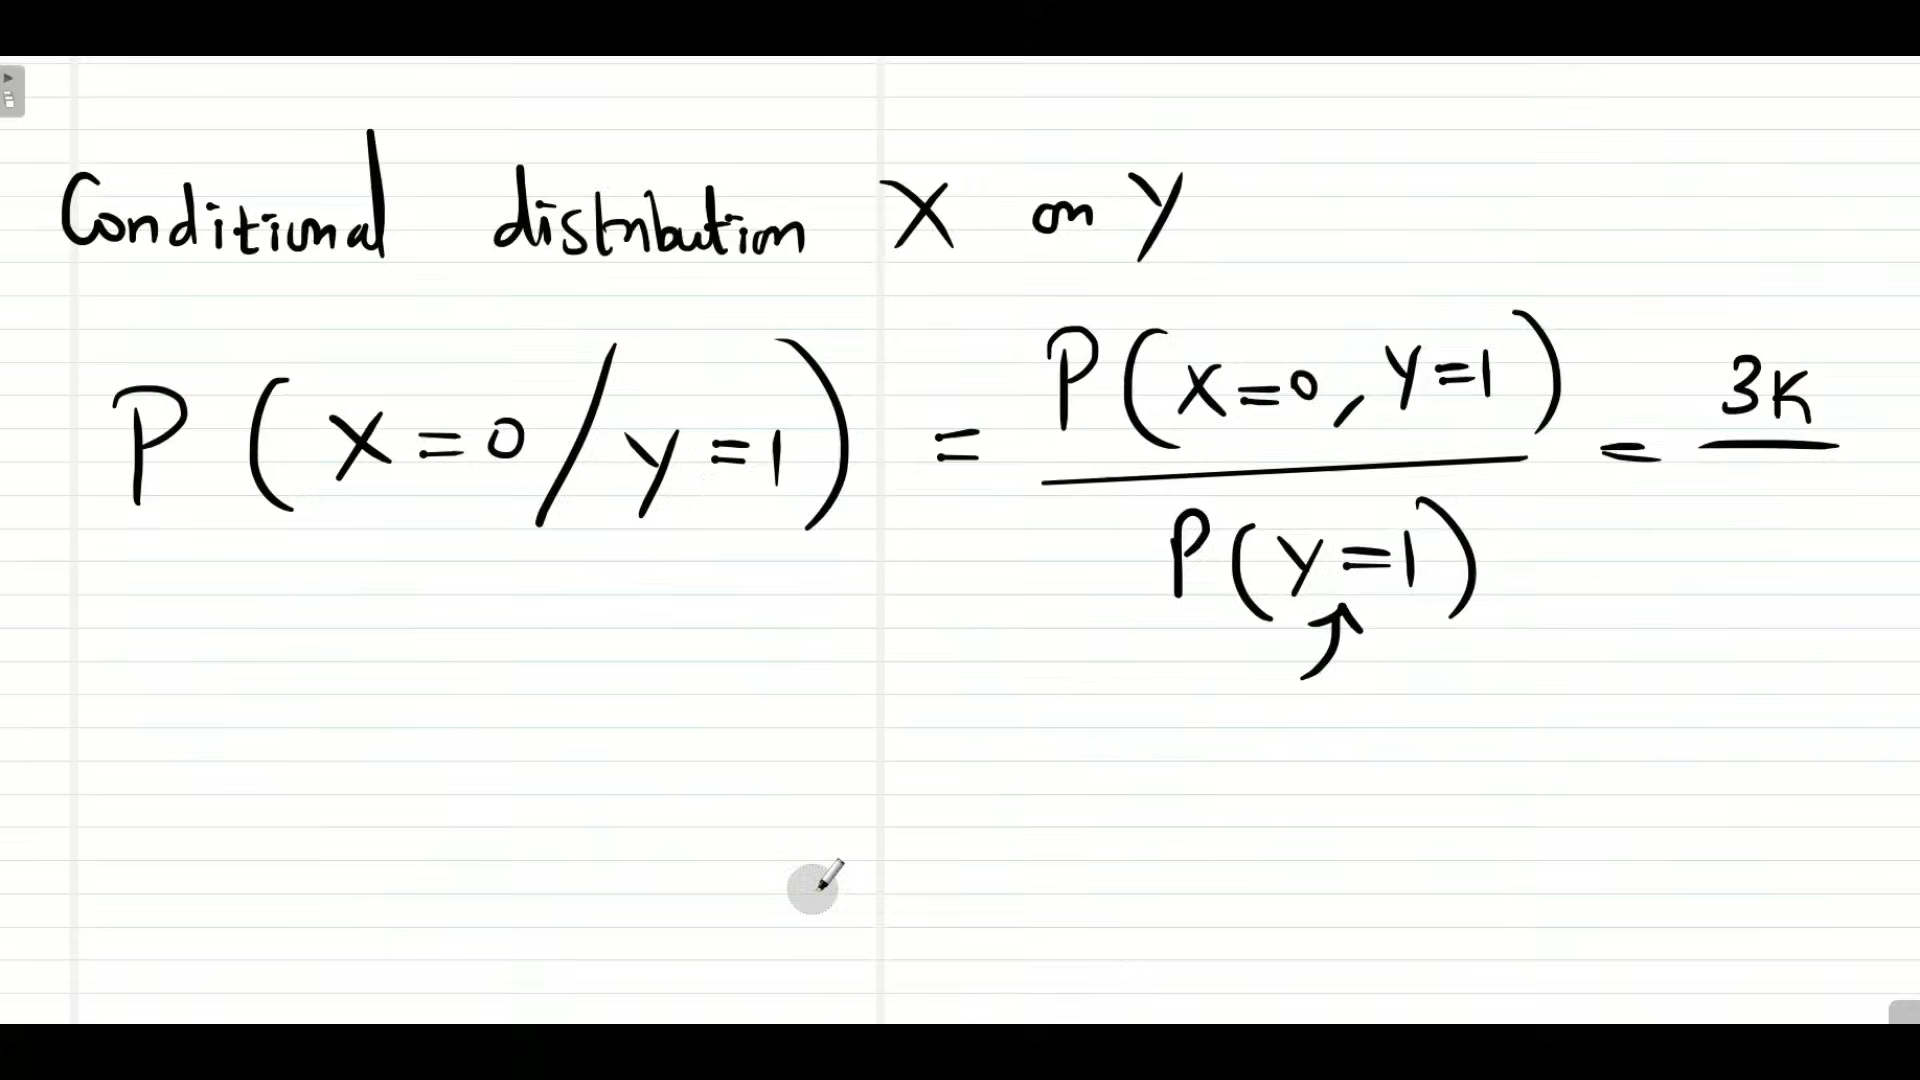 Conditional distribution X on Y
P ( X = 0 / Y = 1 ) = P ( X = 0 , Y = 1 ) = 3K
P ( Y = 1 )